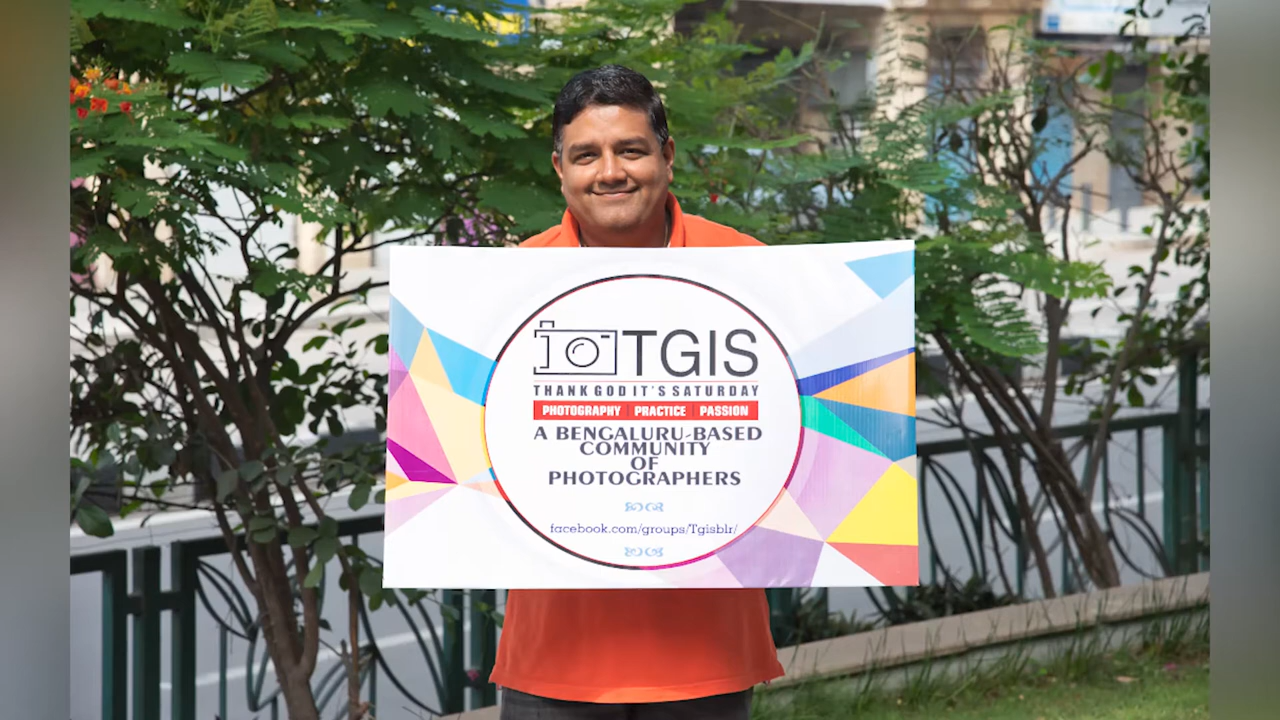 TGIS
THANK GOD IT'S SATURDAY
PHOTOGRAPHY | PRACTICE | PASSION
A BENGALURU-BASED
COMMUNITY
OF
PHOTOGRAPHERS
facebook.com/groups/Tgisblr/